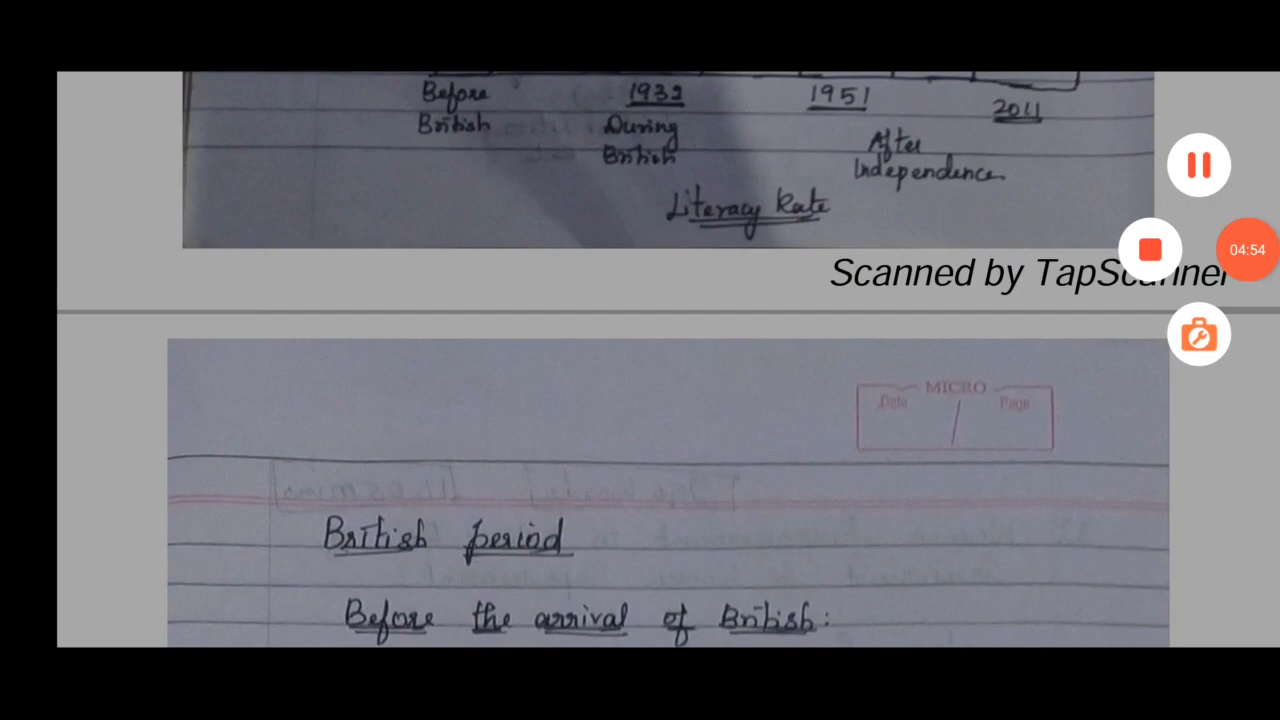 Before 1932 1951 2011
British During After
British Independence
Literacy Rate
Scanned by TapScanner
04:54
MICRO
Date Page
British period
Before the arrival of British: